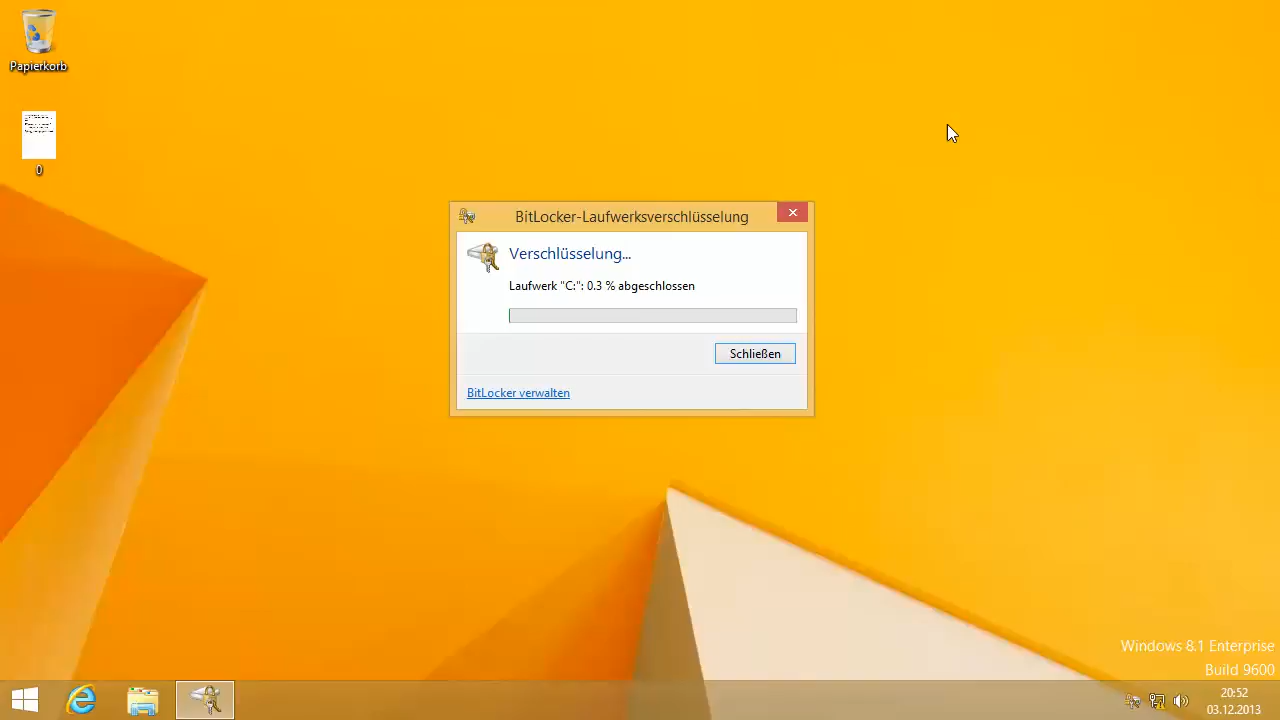 Papierkorb
0
BitLocker-Laufwerksverschlüsselung
Verschlüsselung...
Laufwerk "C:": 0.3 % abgeschlossen
Schließen
BitLocker verwalten
Windows 8.1 Enterprise
Build 9600
20:52
03.12.2013